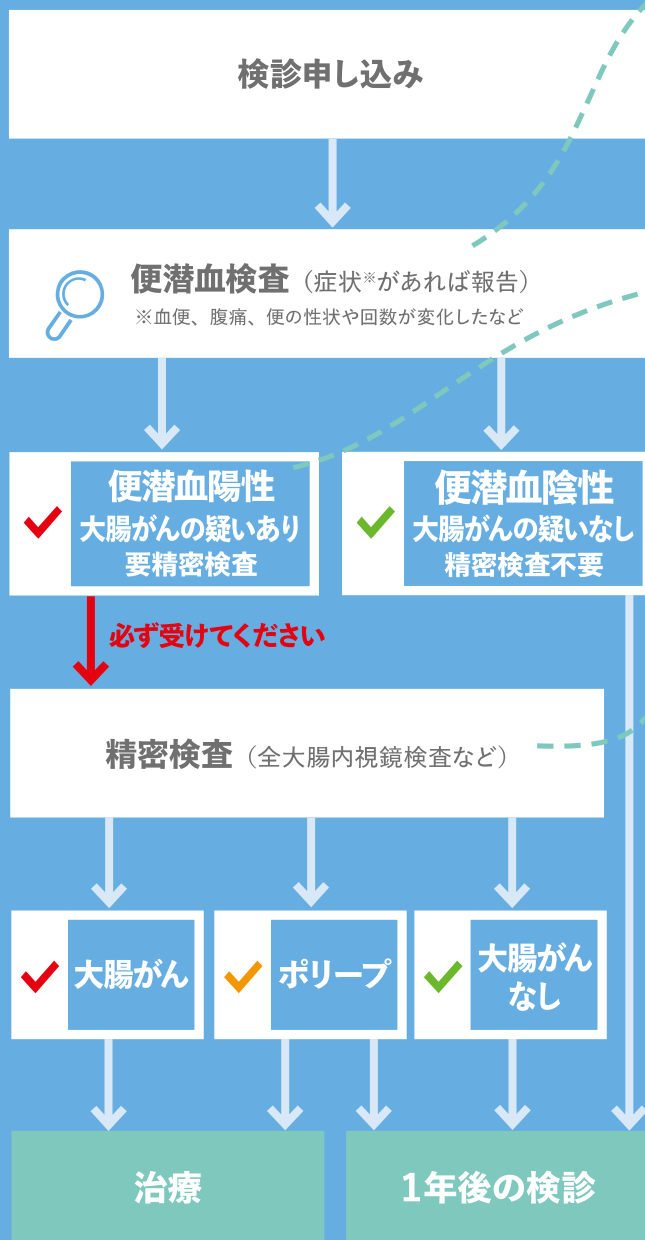 検診申し込み
便潜血検査（症状※があれば報告）
※血便、腹痛、便の性状や回数が変化したなど
便潜血陽性
大腸がんの疑いあり
要精密検査
便潜血陰性
大腸がんの疑いなし
精密検査不要
必ず受けてください
精密検査（全大腸内視鏡検査など）
大腸がん
ポリープ
大腸がん
なし
治療
1年後の検診